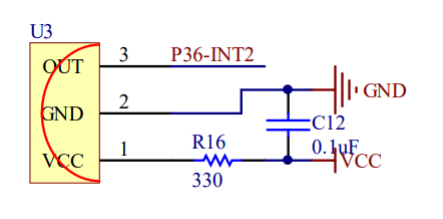 U3
OUT 3 P36-INT2
GND 2 GND
C12
VCC 1 R16 0.1uF VCC
330